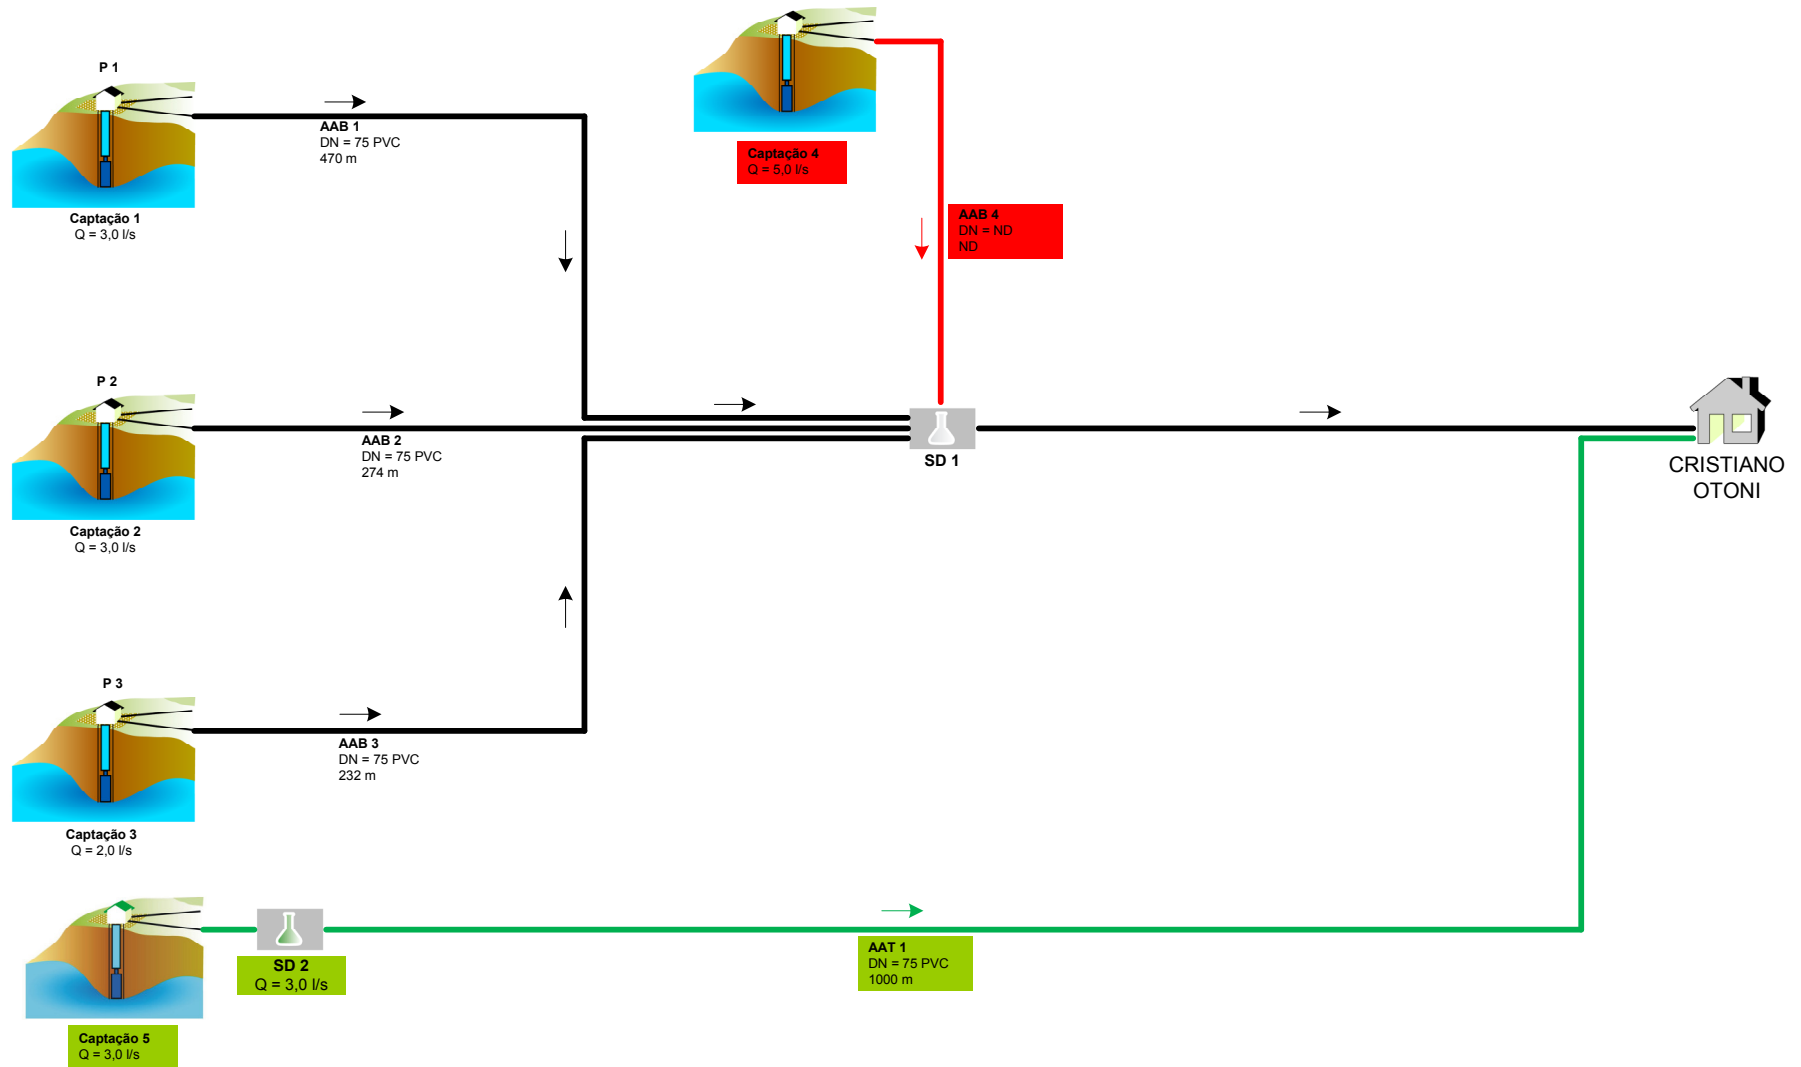 P 1
AAB 1
DN = 75 PVC
470 m
Captação 1
Q = 3,0 l/s
Captação 4
Q = 5,0 l/s
AAB 4
DN = ND
ND
P 2
AAB 2
DN = 75 PVC
274 m
Captação 2
Q = 3,0 l/s
SD 1
CRISTIANO
OTONI
P 3
AAB 3
DN = 75 PVC
232 m
Captação 3
Q = 2,0 l/s
SD 2
Q = 3,0 l/s
AAT 1
DN = 75 PVC
1000 m
Captação 5
Q = 3,0 l/s